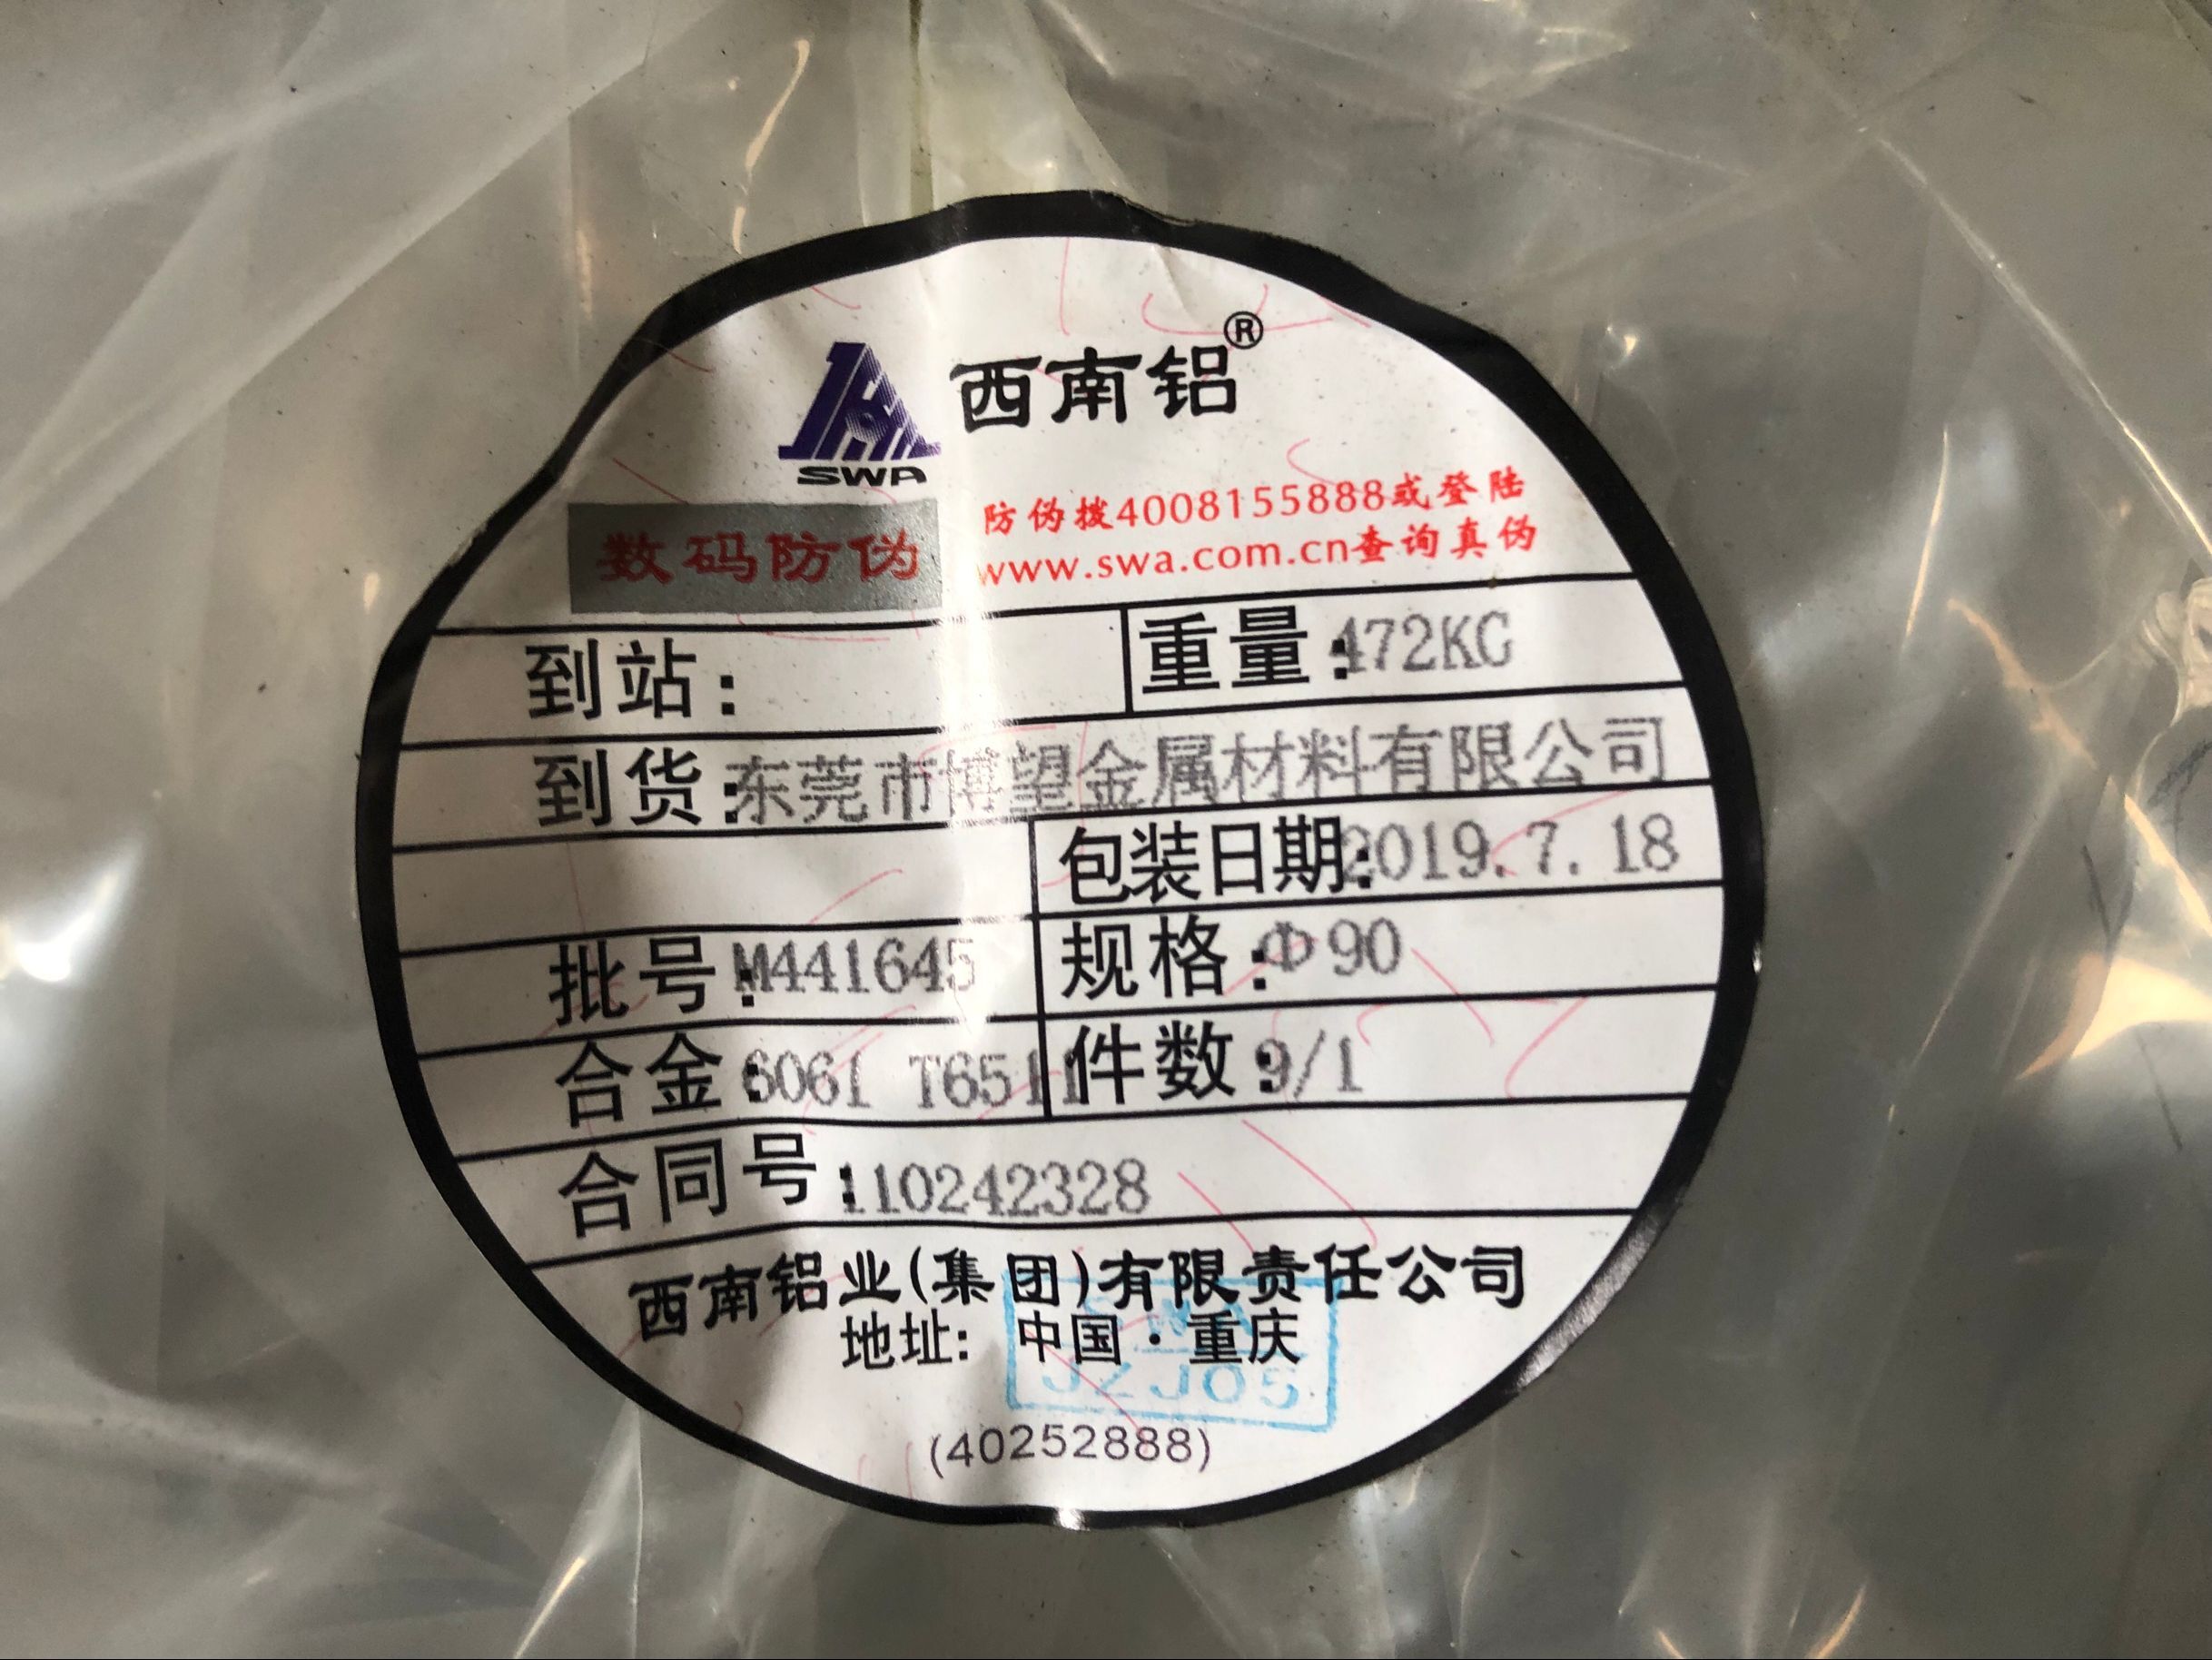 西南铝®
SWA
数码防伪
防伪拨4008155888或登陆
www.swa.com.cn查询真伪
到站:
重量:472KG
到货:东莞市博望金属材料有限公司
包装日期:2019.7.18
批号:M441645
规格:Φ90
合金:6061 T6511
件数:9/1
合同号:110242328
西南铝业(集团)有限责任公司
地址:中国·重庆
SWA
JZJ05
(40252888)